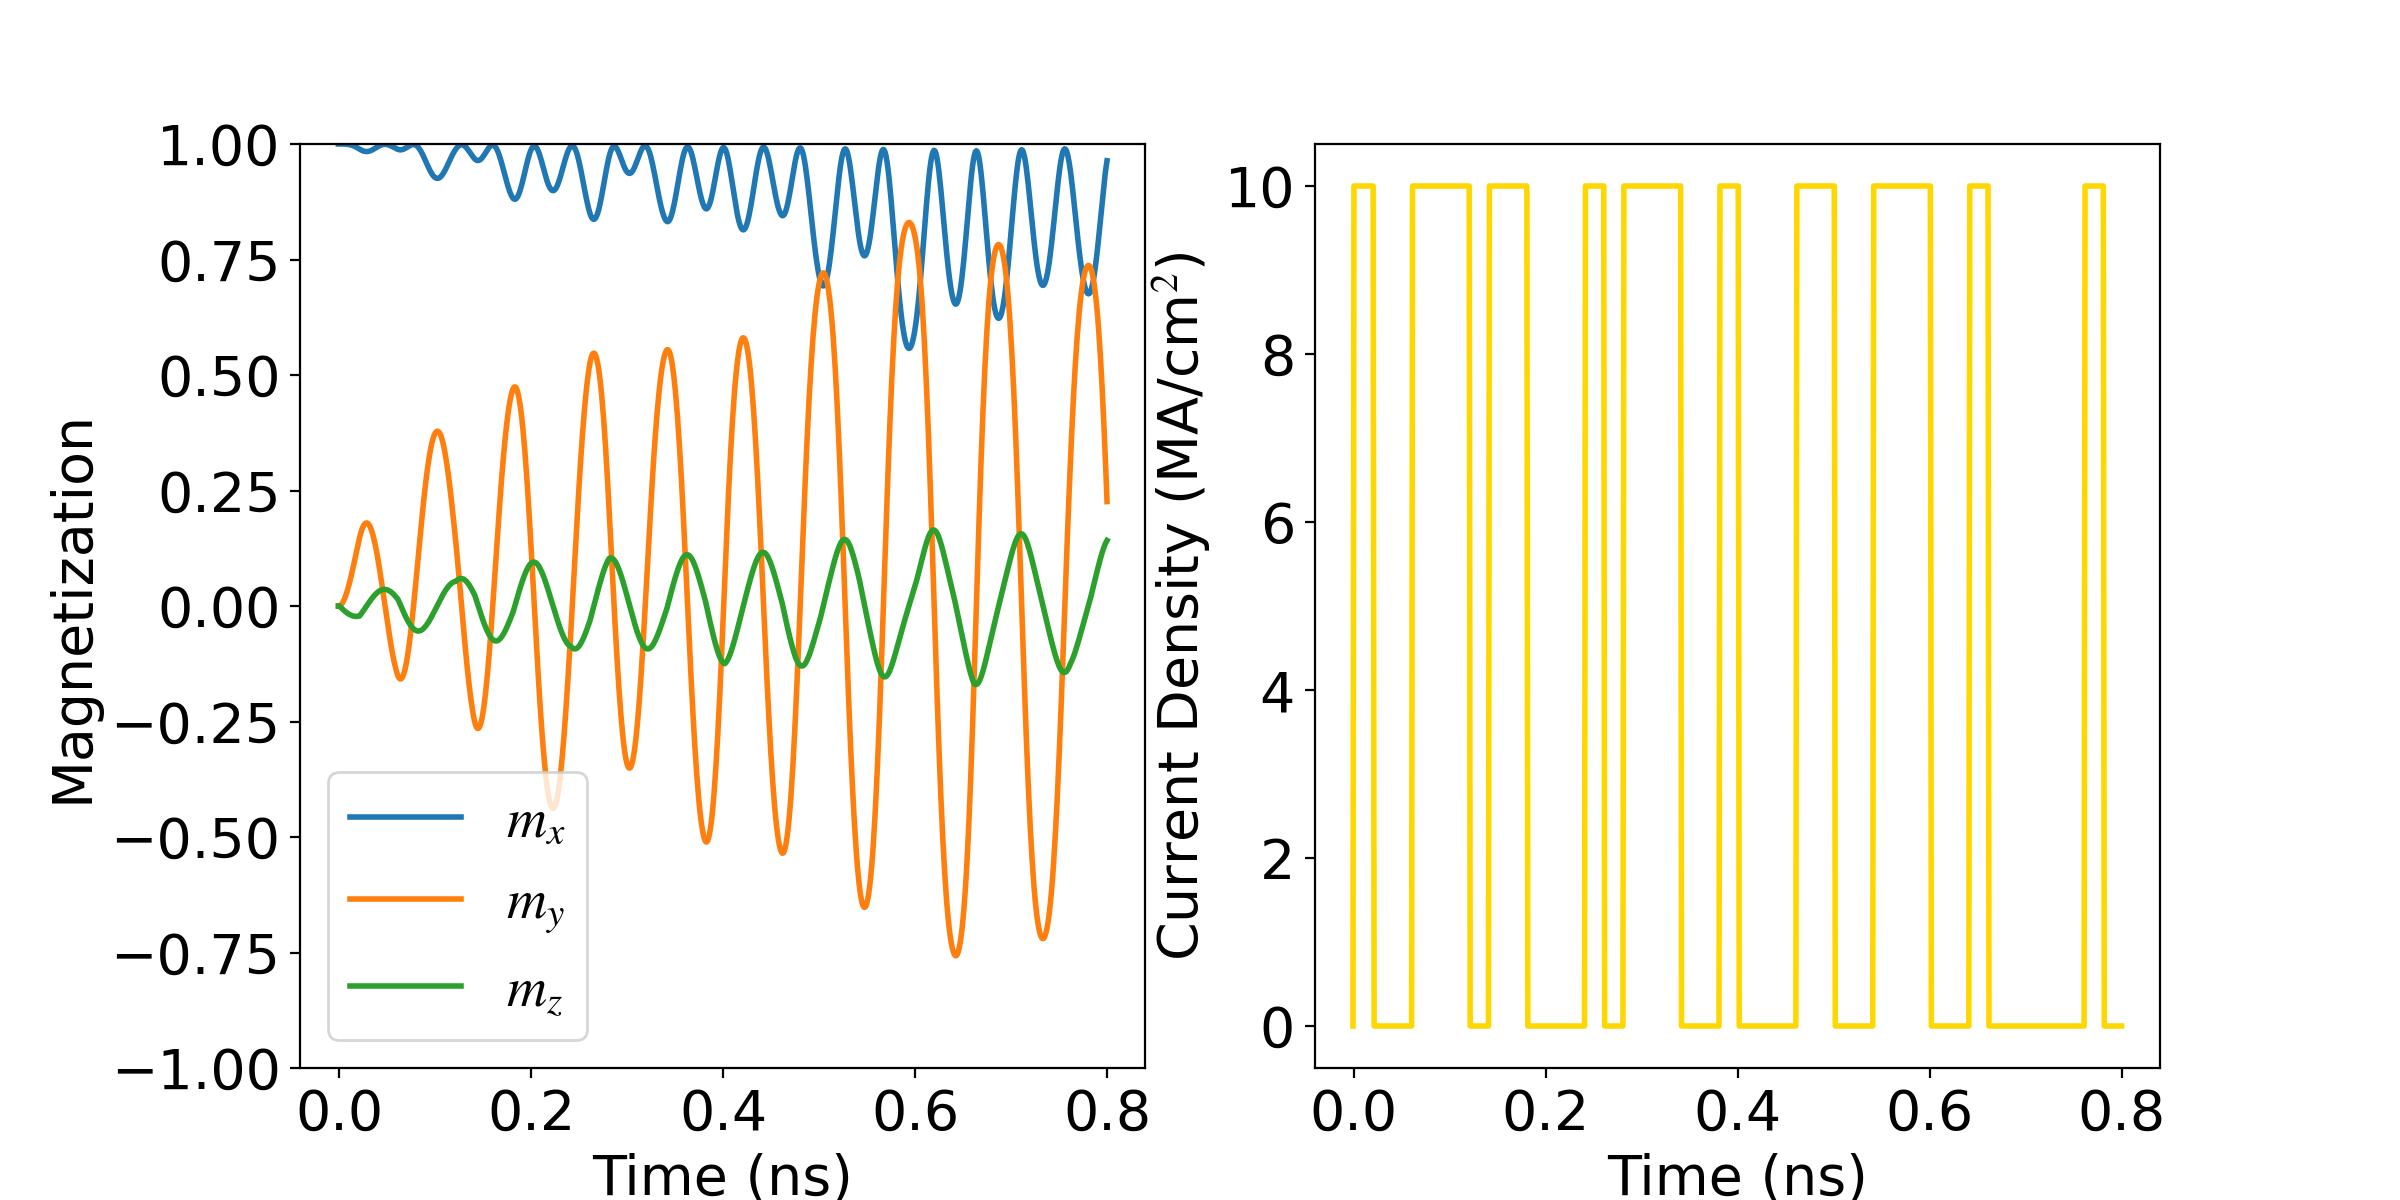 Magnetization
1.00
0.75
0.50
0.25
0.00
−0.25
−0.50
−0.75
−1.00
0.0 0.2 0.4 0.6 0.8
Time (ns)
m_x
m_y
m_z
Current Density (MA/cm²)
10
8
6
4
2
0
0.0 0.2 0.4 0.6 0.8
Time (ns)